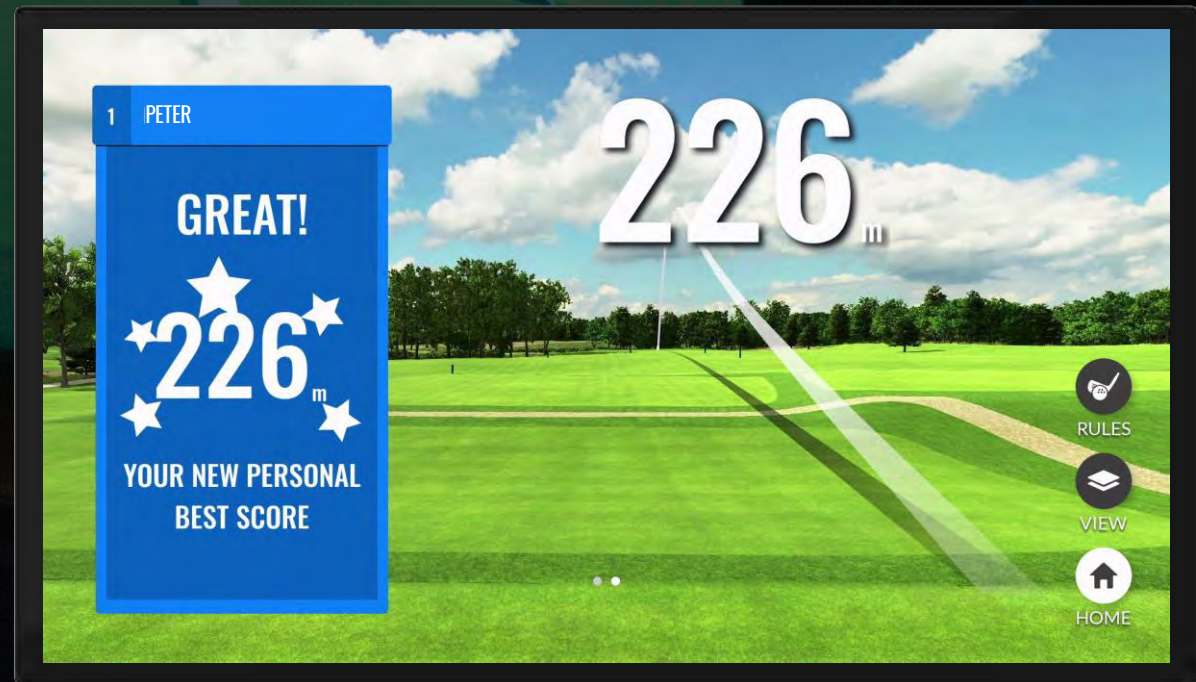 1 PETER
GREAT!
226 m
YOUR NEW PERSONAL
BEST SCORE
226 m
RULES
VIEW
HOME